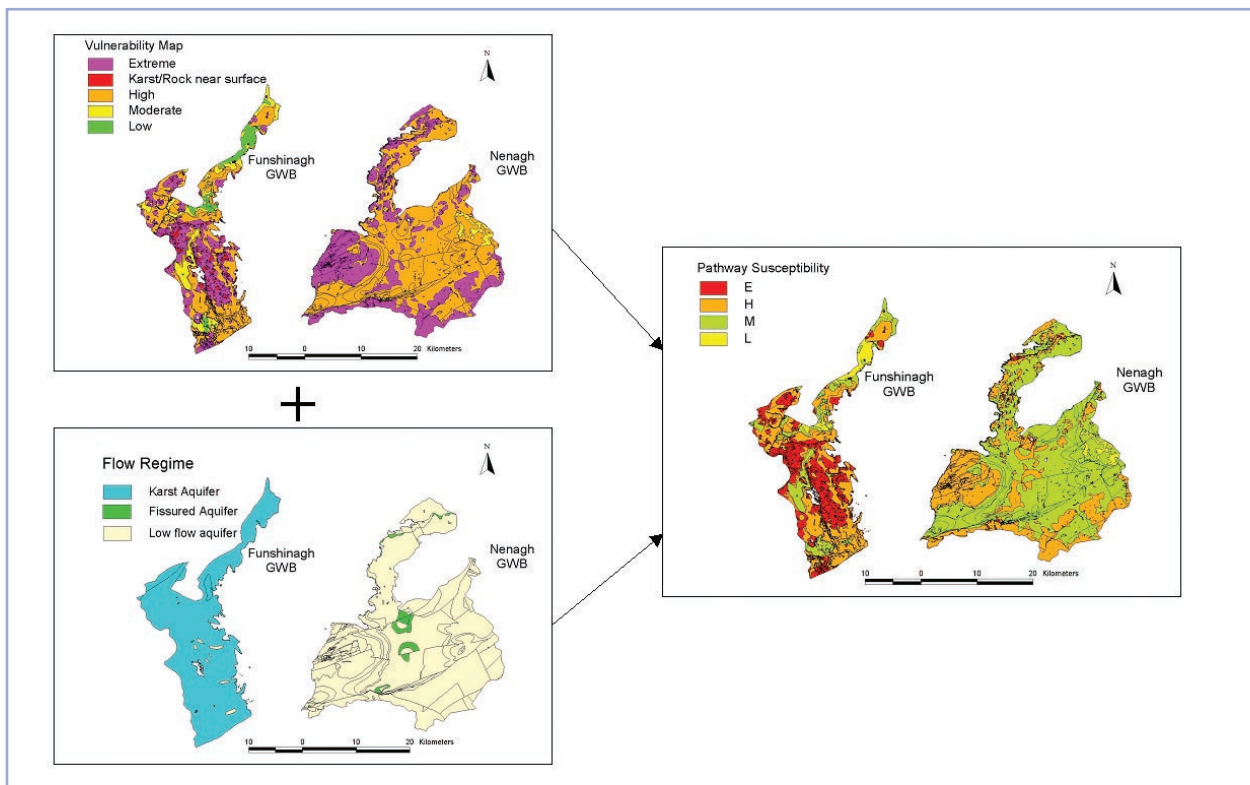 Vulnerability Map
Extreme
Karst/Rock near surface
High
Moderate
Low
N
Funshinagh
GWB
Nenagh
GWB
10 0 10 20 Kilometers
+
Flow Regime
Karst Aquifer
Fissured Aquifer
Low flow aquifer
N
Funshinagh
GWB
Nenagh
GWB
10 0 10 20 Kilometers
Pathway Susceptibility
E
H
M
L
N
Funshinagh
GWB
Nenagh
GWB
10 0 10 20 Kilometers